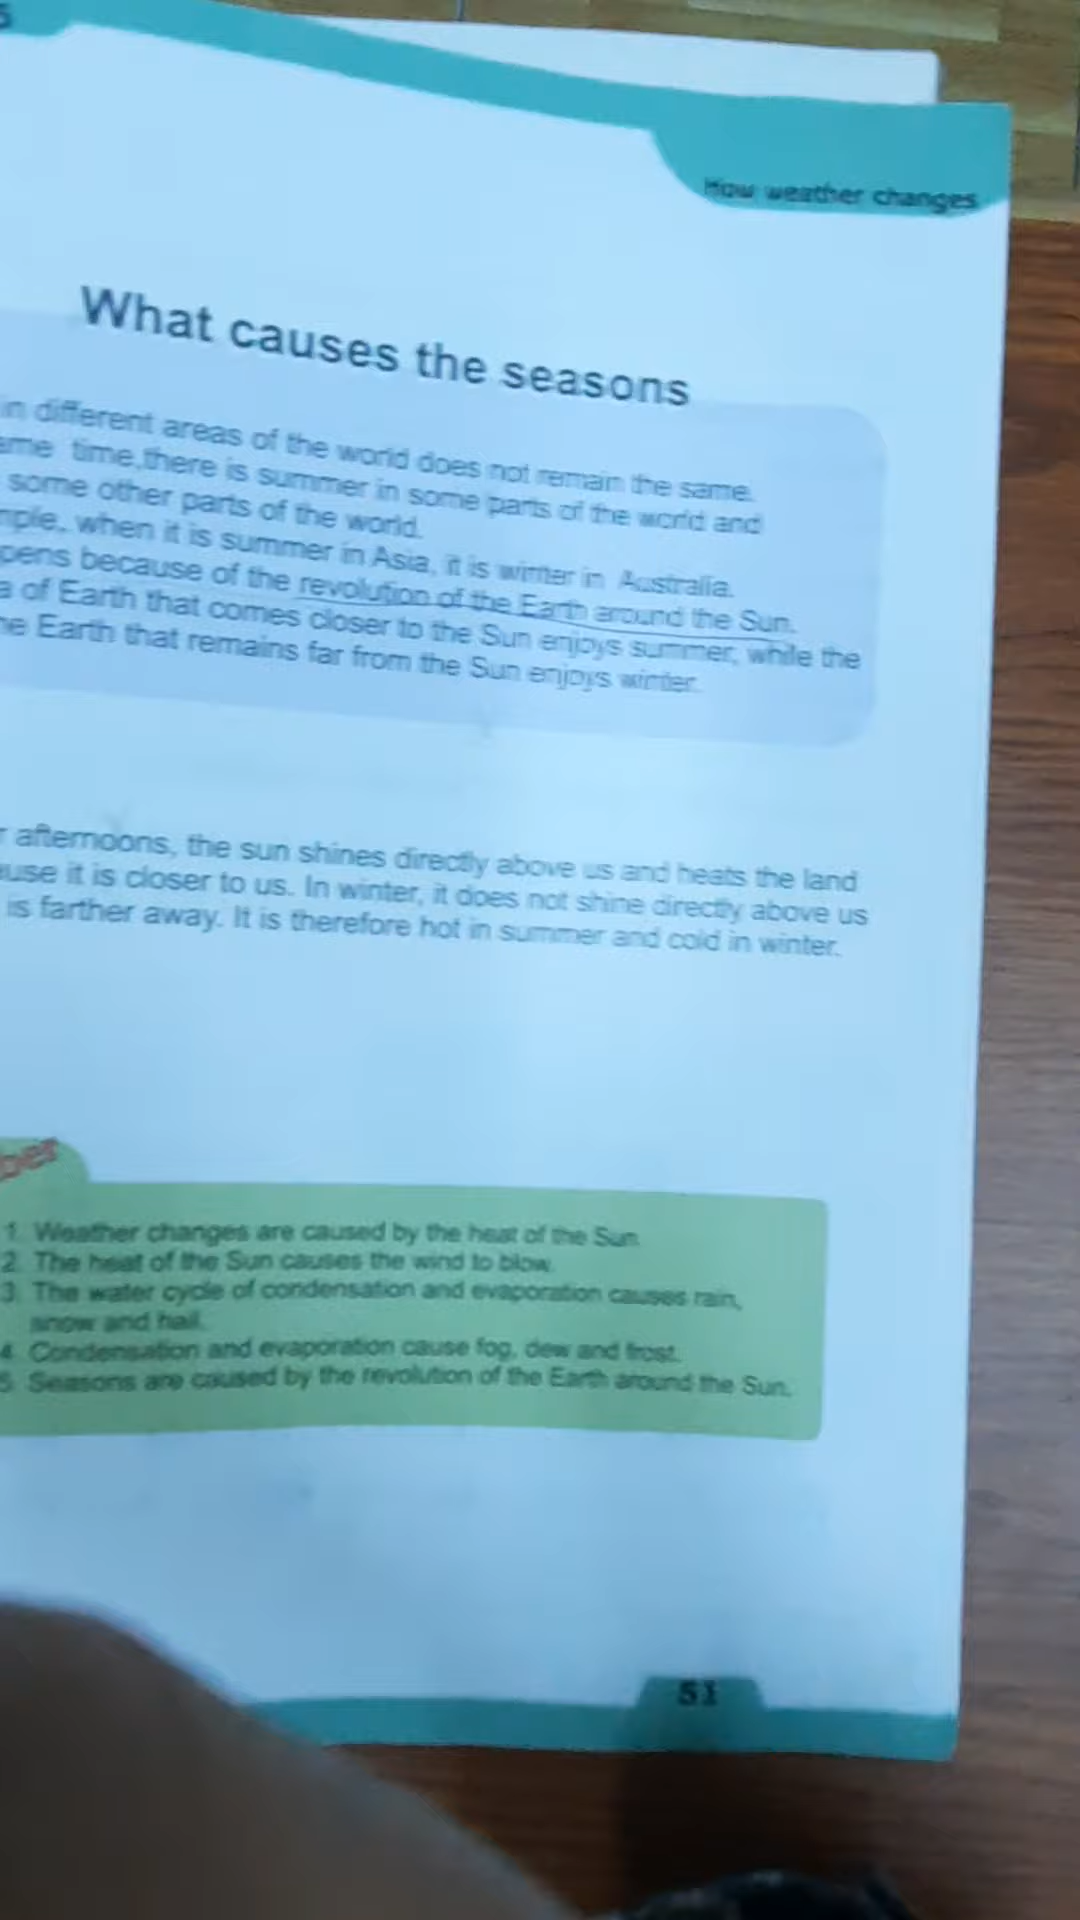 How weather changes
What causes the seasons
in different areas of the world does not remain the same.
time,there is summer in some parts of the world and
some other parts of the world.
when it is summer in Asia, it is winter in Australia.
because of the revolution of the Earth around the Sun.
of Earth that comes closer to the Sun enjoys summer, while the
Earth that remains far from the Sun enjoys winter.
afternoons, the sun shines directly above us and heats the land
it is closer to us. In winter, it does not shine directly above us
is farther away. It is therefore hot in summer and cold in winter.
1. Weather changes are caused by the heat of the Sun.
2. The heat of the Sun causes the wind to blow.
3. The water cycle of condensation and evaporation causes rain,
snow and hail.
4. Condensation and evaporation cause fog, dew and frost.
5. Seasons are caused by the revolution of the Earth around the Sun.
51